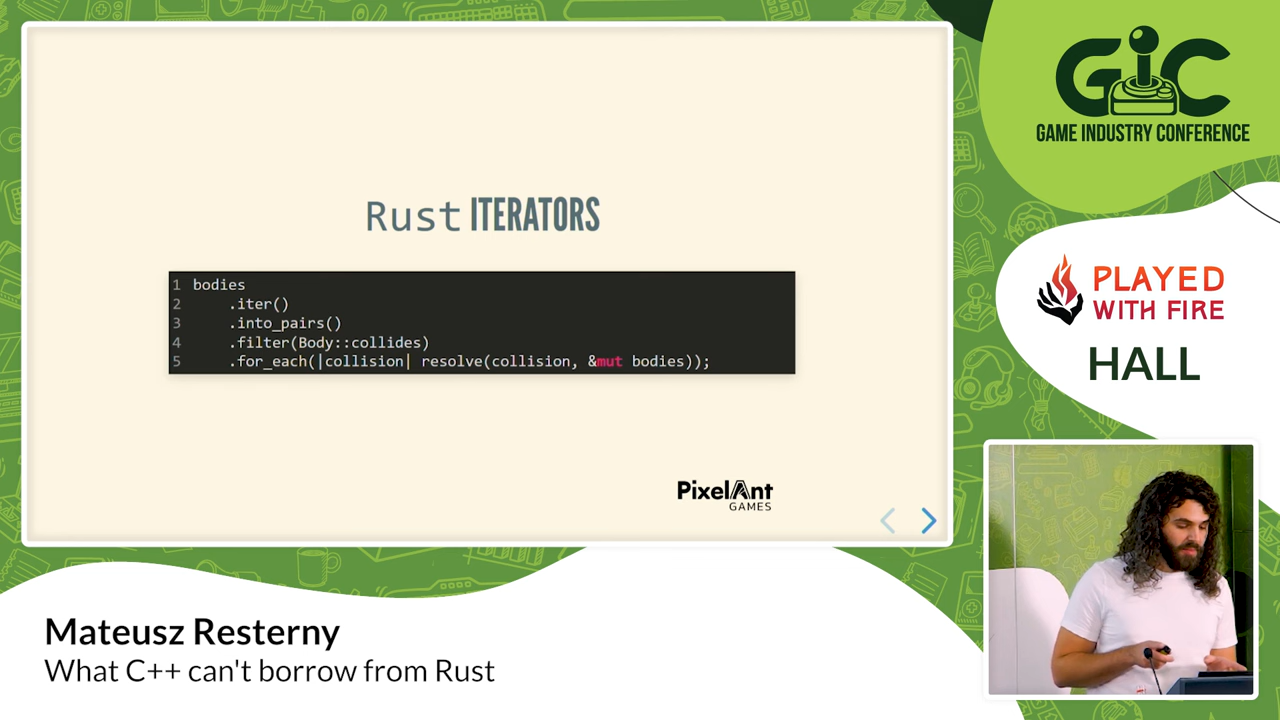 Rust ITERATORS
1 bodies
2     .iter()
3     .into_pairs()
4     .filter(Body::collides)
5     .for_each(|collision| resolve(collision, &mut bodies));
PixelAnt
GAMES
GIC
GAME INDUSTRY CONFERENCE
PLAYED
WITH FIRE
HALL
Mateusz Resterny
What C++ can't borrow from Rust